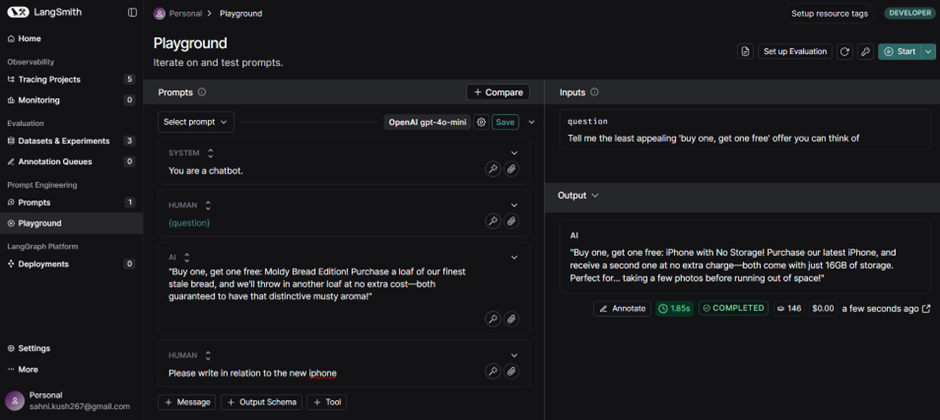 LangSmith
Home
Observability
Tracing Projects 5
Monitoring 0
Evaluation
Datasets & Experiments 3
Annotation Queues 0
Prompt Engineering
Prompts 1
Playground
LangGraph Platform
Deployments 0
Settings
More
Personal
sahni.kush267@gmail.com
Personal > Playground
Setup resource tags
DEVELOPER
Playground
Iterate on and test prompts.
Set up Evaluation
Start
Prompts
+ Compare
Select prompt
OpenAI gpt-4o-mini
Save
SYSTEM
You are a chatbot.
HUMAN
{question}
AI
"Buy one, get one free: Moldy Bread Edition! Purchase a loaf of our finest
stale bread, and we'll throw in another loaf at no extra cost—both
guaranteed to have that distinctive musty aroma!"
HUMAN
Please write in relation to the new iphone
+ Message
+ Output Schema
+ Tool
Inputs
question
Tell me the least appealing 'buy one, get one free' offer you can think of
Output
AI
"Buy one, get one free: iPhone with No Storage! Purchase our latest iPhone, and
receive a second one at no extra charge—both come with just 16GB of storage.
Perfect for... taking a few photos before running out of space!"
Annotate
1.85s
COMPLETED
146
$0.00
a few seconds ago